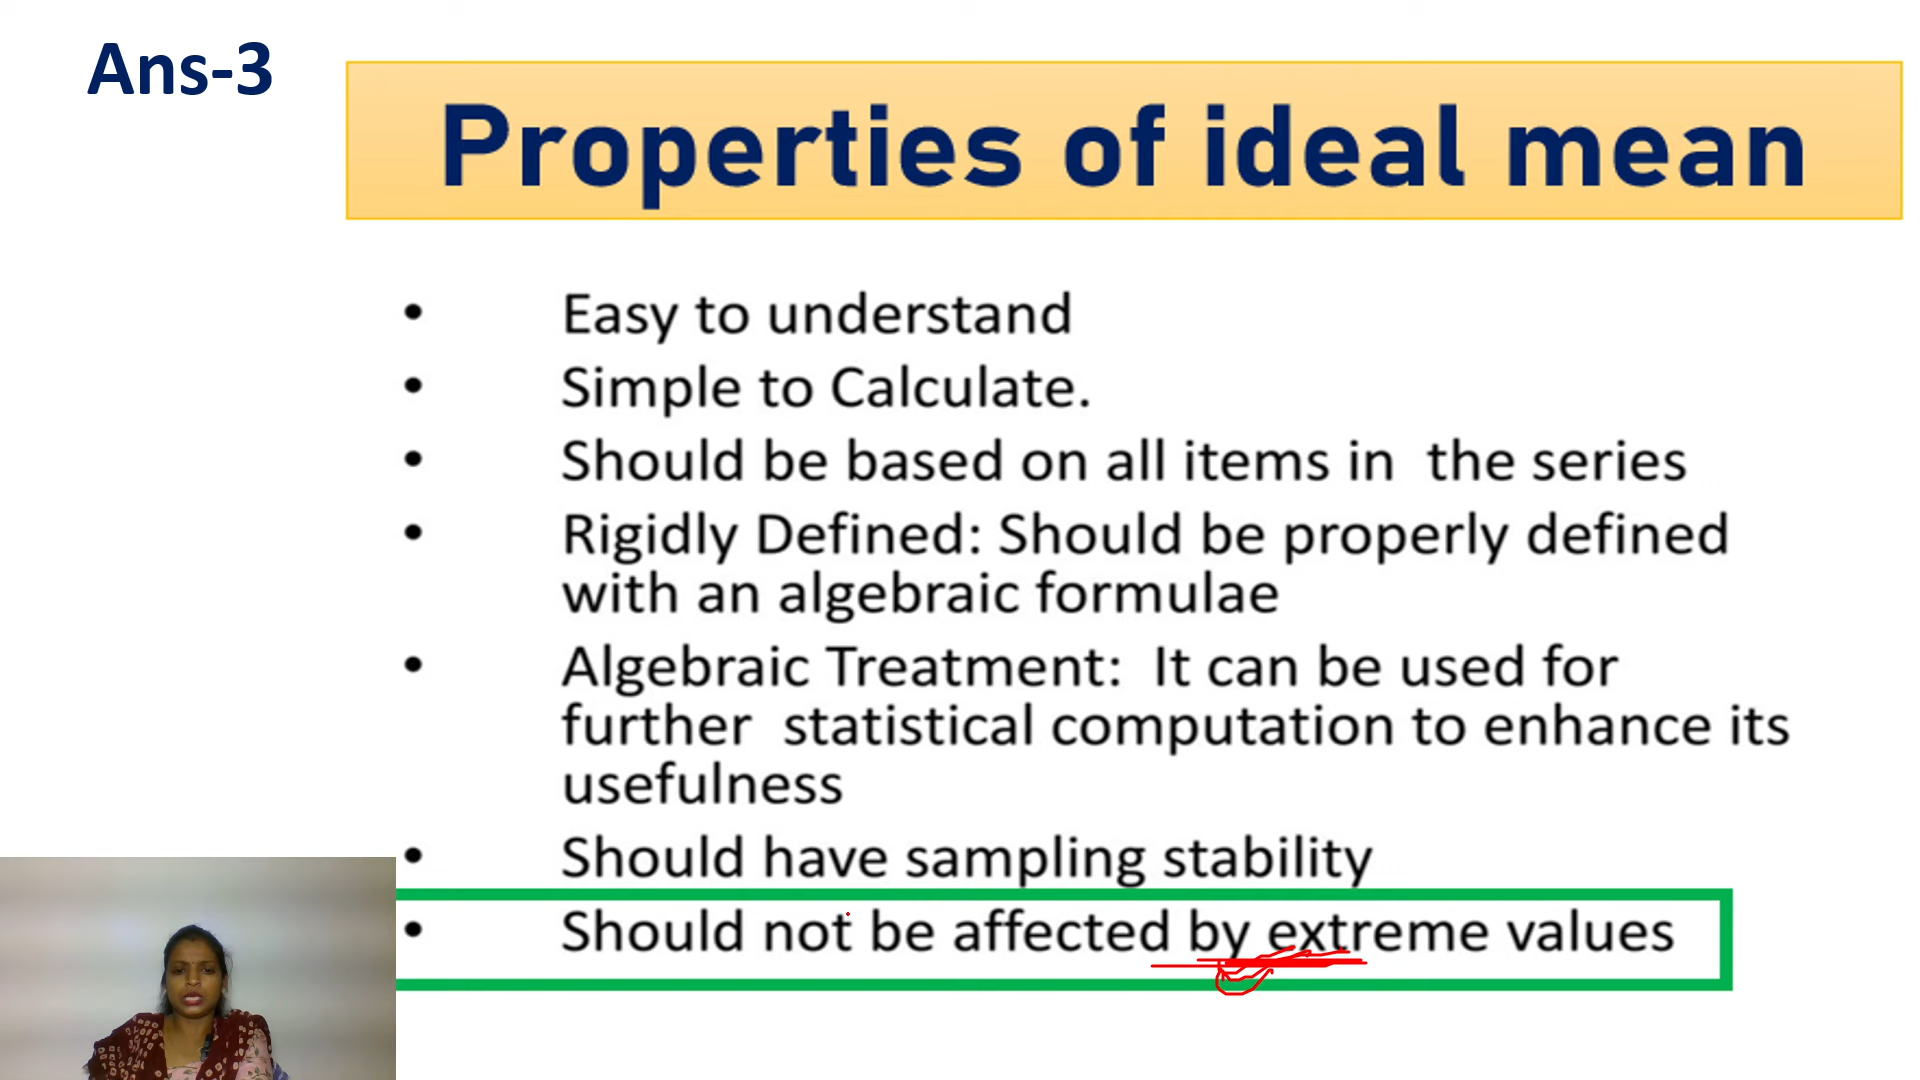 Ans-3
Properties of ideal mean
• Easy to understand
• Simple to Calculate.
• Should be based on all items in the series
• Rigidly Defined: Should be properly defined
with an algebraic formulae
• Algebraic Treatment: It can be used for
further statistical computation to enhance its
usefulness
• Should have sampling stability
• Should not be affected by extreme values